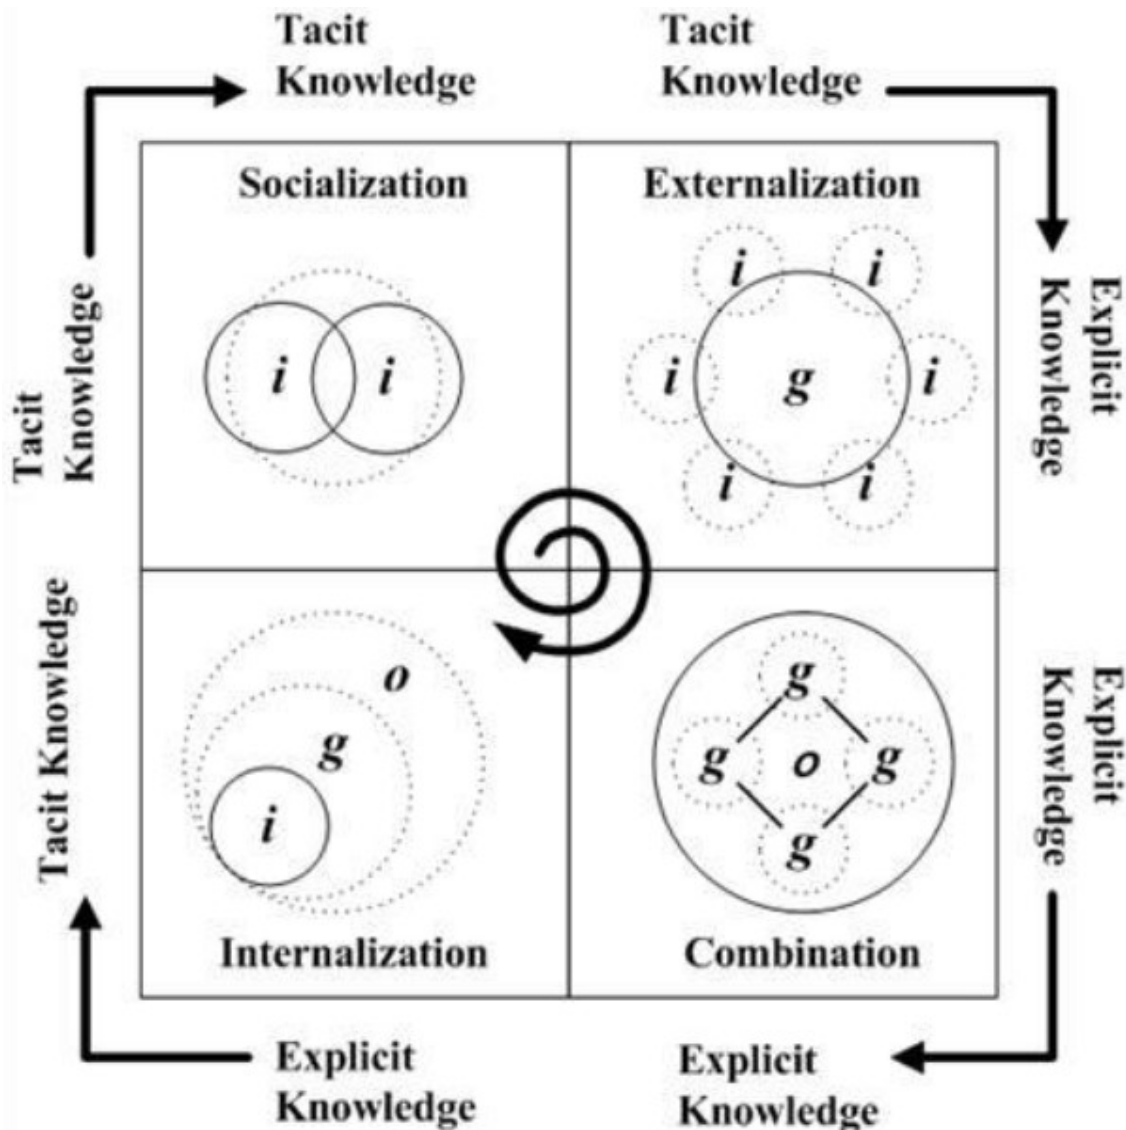 Tacit
Knowledge
Tacit
Knowledge
Socialization
Externalization
i
i
i
i
i
g
i
i
i
Tacit
Knowledge
Explicit
Knowledge
Tacit Knowledge
o
g
i
Internalization
g
g
o
g
g
Combination
Explicit
Knowledge
Explicit
Knowledge
Explicit
Knowledge